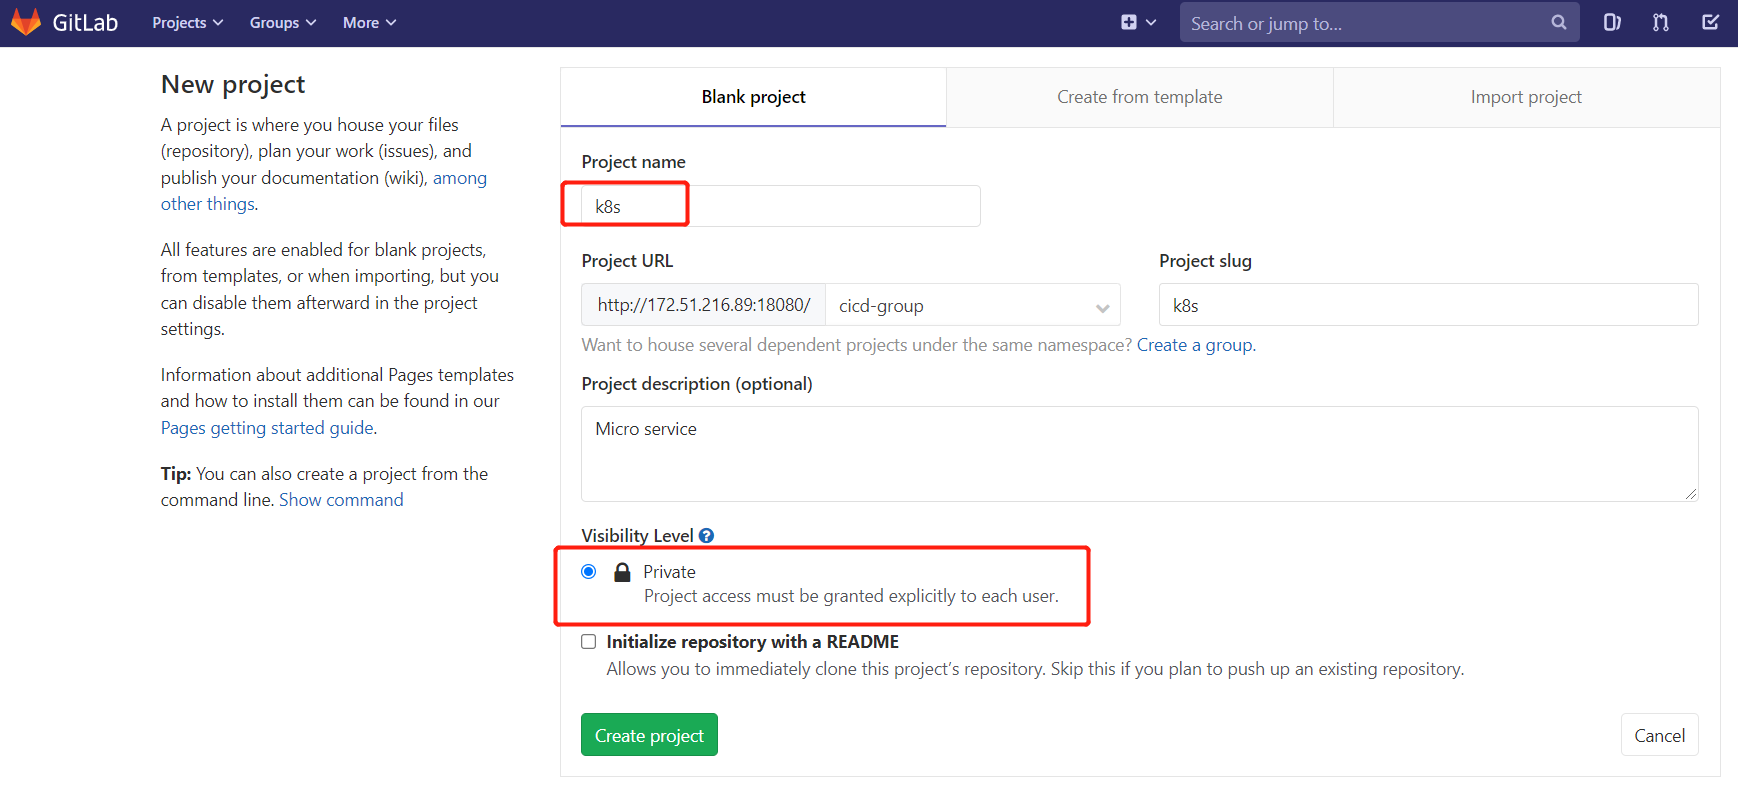 GitLab Projects Groups More Search or jump to...
New project
A project is where you house your files
(repository), plan your work (issues), and
publish your documentation (wiki), among
other things.
All features are enabled for blank projects,
from templates, or when importing, but you
can disable them afterward in the project
settings.
Information about additional Pages templates
and how to install them can be found in our
Pages getting started guide.
Tip: You can also create a project from the
command line. Show command
Blank project Create from template Import project
Project name
k8s
Project URL Project slug
http://172.51.216.89:18080/ cicd-group k8s
Want to house several dependent projects under the same namespace? Create a group.
Project description (optional)
Micro service
Visibility Level ?
Private
Project access must be granted explicitly to each user.
Initialize repository with a README
Allows you to immediately clone this project’s repository. Skip this if you plan to push up an existing repository.
Create project Cancel